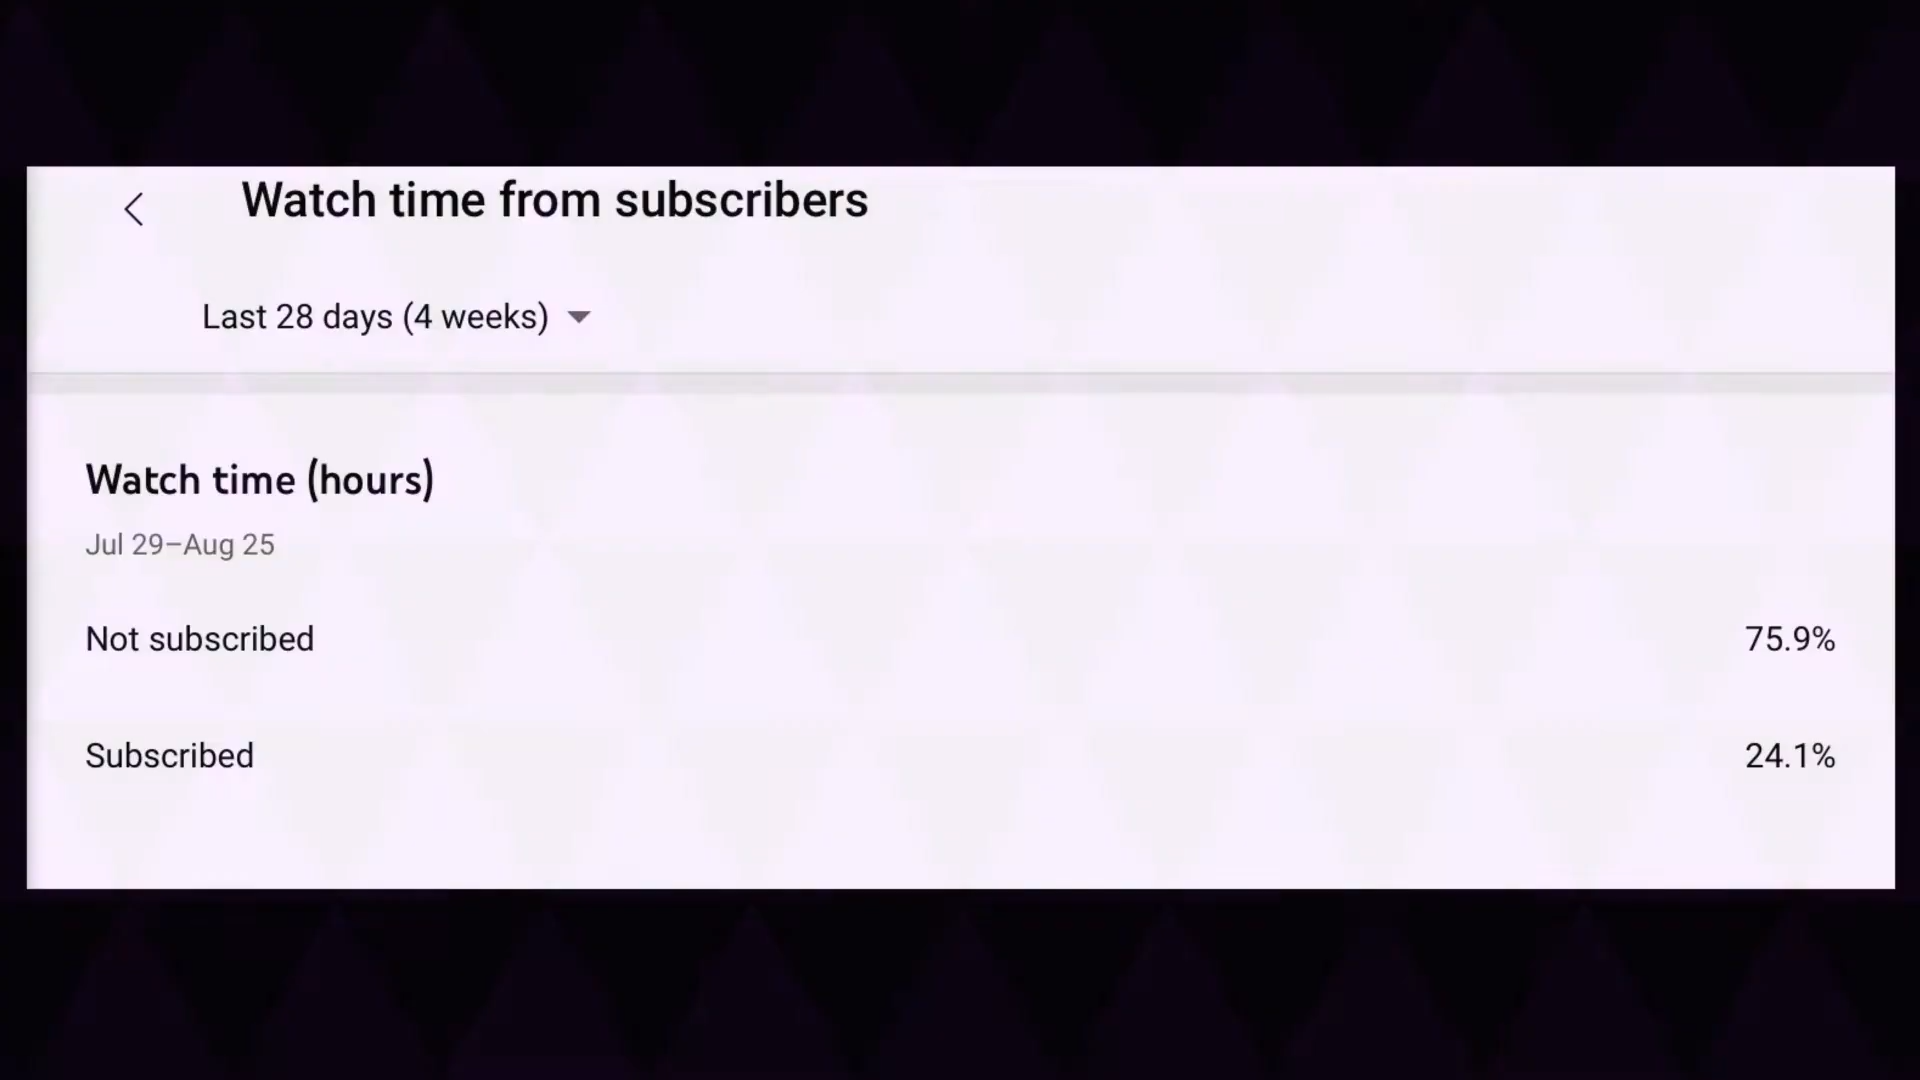 Watch time from subscribers
Last 28 days (4 weeks)
Watch time (hours)
Jul 29–Aug 25
Not subscribed 75.9%
Subscribed 24.1%